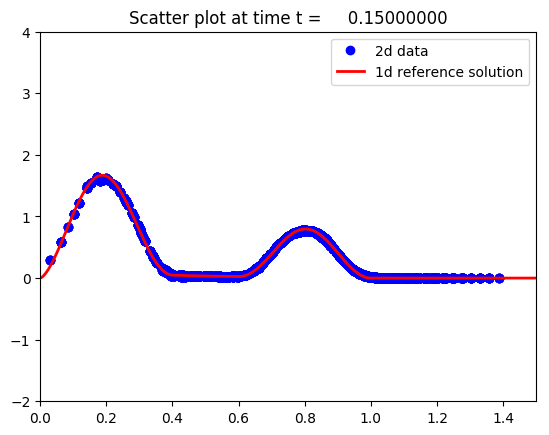 Scatter plot at time t =     0.15000000
4
3
2
1
0
−1
−2
2d data
1d reference solution
0.0 0.2 0.4 0.6 0.8 1.0 1.2 1.4